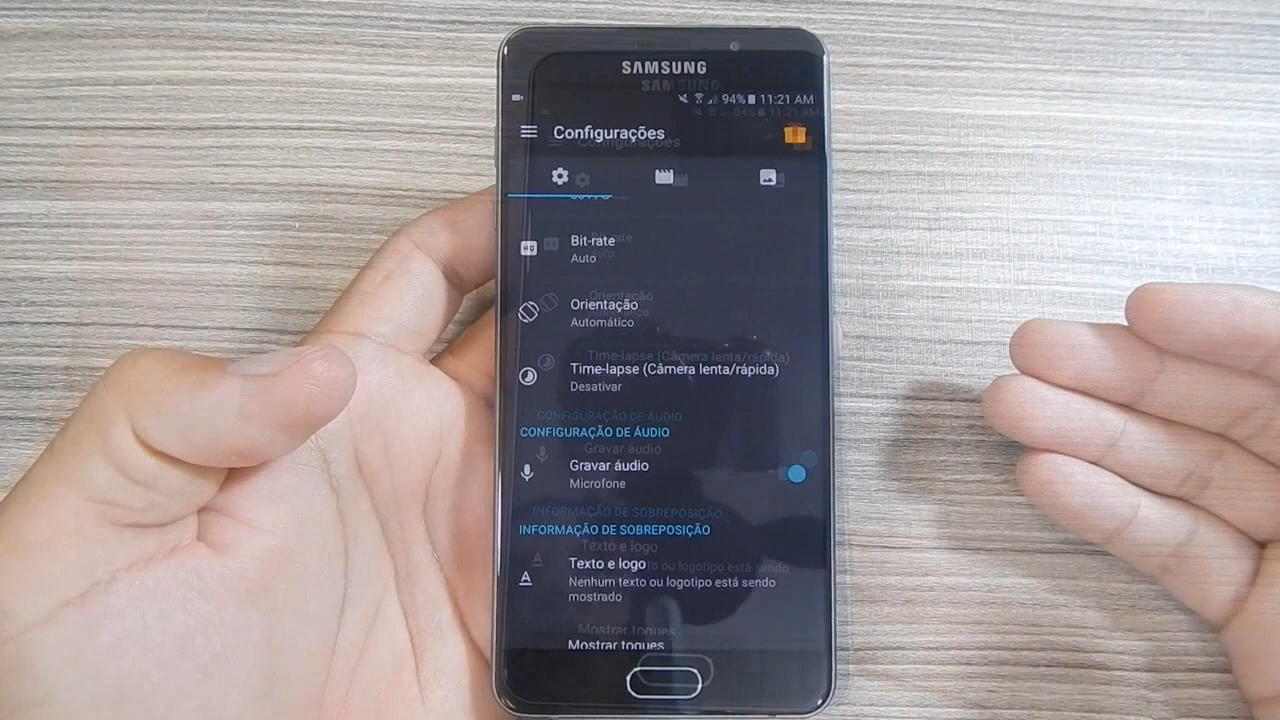 SAMSUNG
94% 11:21 AM
Configurações
Bit-rate
Auto
Orientação
Automático
Time-lapse (Câmera lenta/rápida)
Desativar
CONFIGURAÇÃO DE ÁUDIO
Gravar áudio
Microfone
INFORMAÇÃO DE SOBREPOSIÇÃO
Texto e logo
Nenhum texto ou logotipo está sendo
mostrado
Mostrar toques